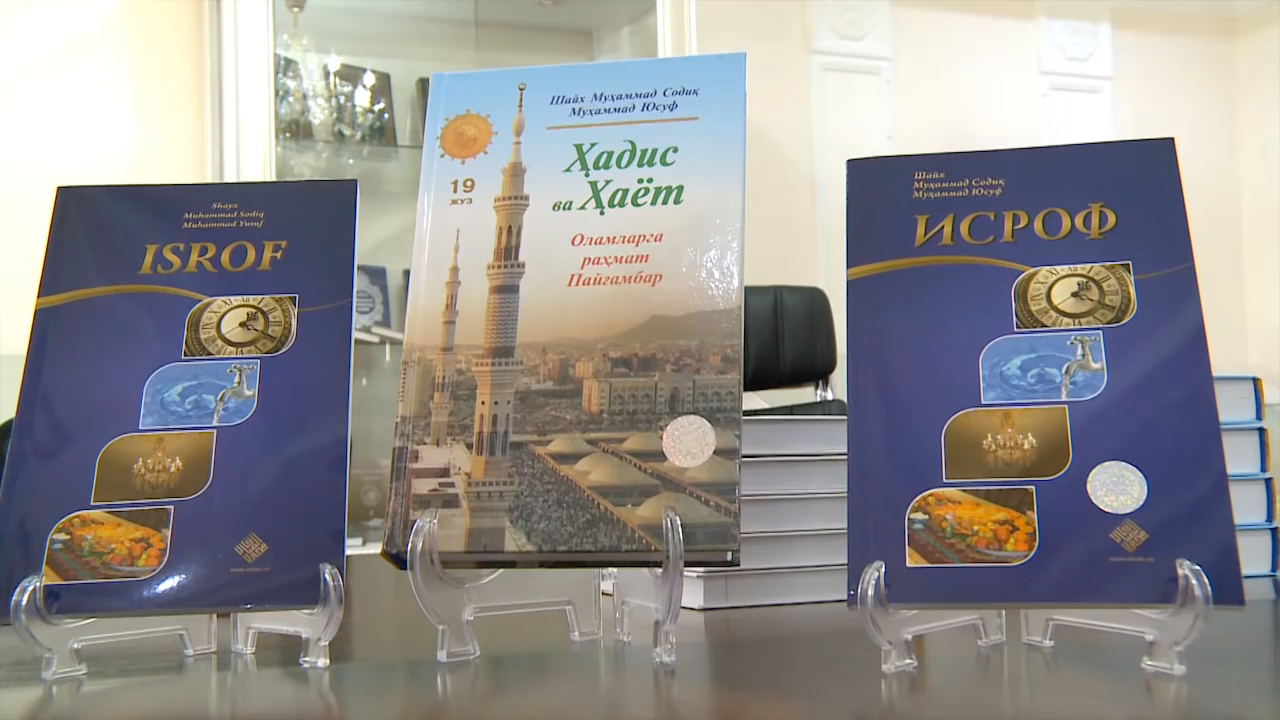 Shayx
Muhammad Sodiq
Muhammad Yusuf
ISROF
Шайх Муҳаммад Содиқ
Муҳаммад Юсуф
Ҳадис
ва Ҳаёт
19
жуз
Оламларга
раҳмат
Пайғамбар
Шайх
Муҳаммад Содиқ
Муҳаммад Юсуф
ИСРОФ